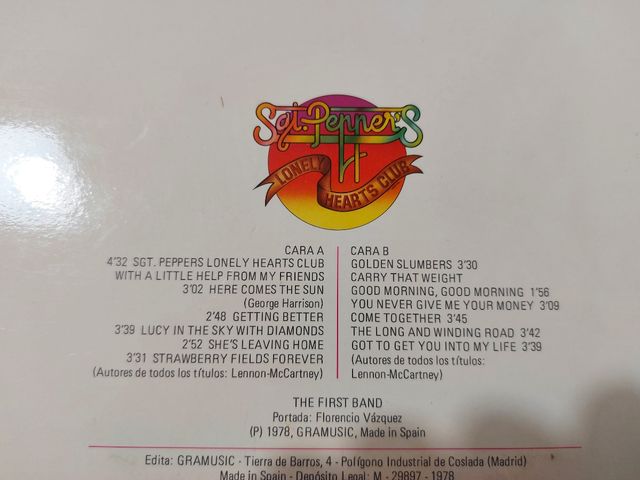 Sgt. Pepper's
LONELY
HEARTS CLUB
CARA A
4'32 SGT. PEPPERS LONELY HEARTS CLUB
WITH A LITTLE HELP FROM MY FRIENDS
3'02 HERE COMES THE SUN
(George Harrison)
2'48 GETTING BETTER
3'39 LUCY IN THE SKY WITH DIAMONDS
2'52 SHE'S LEAVING HOME
3'31 STRAWBERRY FIELDS FOREVER
(Autores de todos los títulos: Lennon-McCartney)
CARA B
GOLDEN SLUMBERS 3'30
CARRY THAT WEIGHT
GOOD MORNING, GOOD MORNING 1'56
YOU NEVER GIVE ME YOUR MONEY 3'09
COME TOGETHER 3'45
THE LONG AND WINDING ROAD 3'42
GOT TO GET YOU INTO MY LIFE 3'39
(Autores de todos los títulos:
Lennon-McCartney)
THE FIRST BAND
Portada: Florencio Vázquez
(P) 1978, GRAMUSIC, Made in Spain
Edita: GRAMUSIC - Tierra de Barros, 4 - Polígono Industrial de Coslada (Madrid)
Made in Spain - Depósito Legal: M - 29897 - 1978